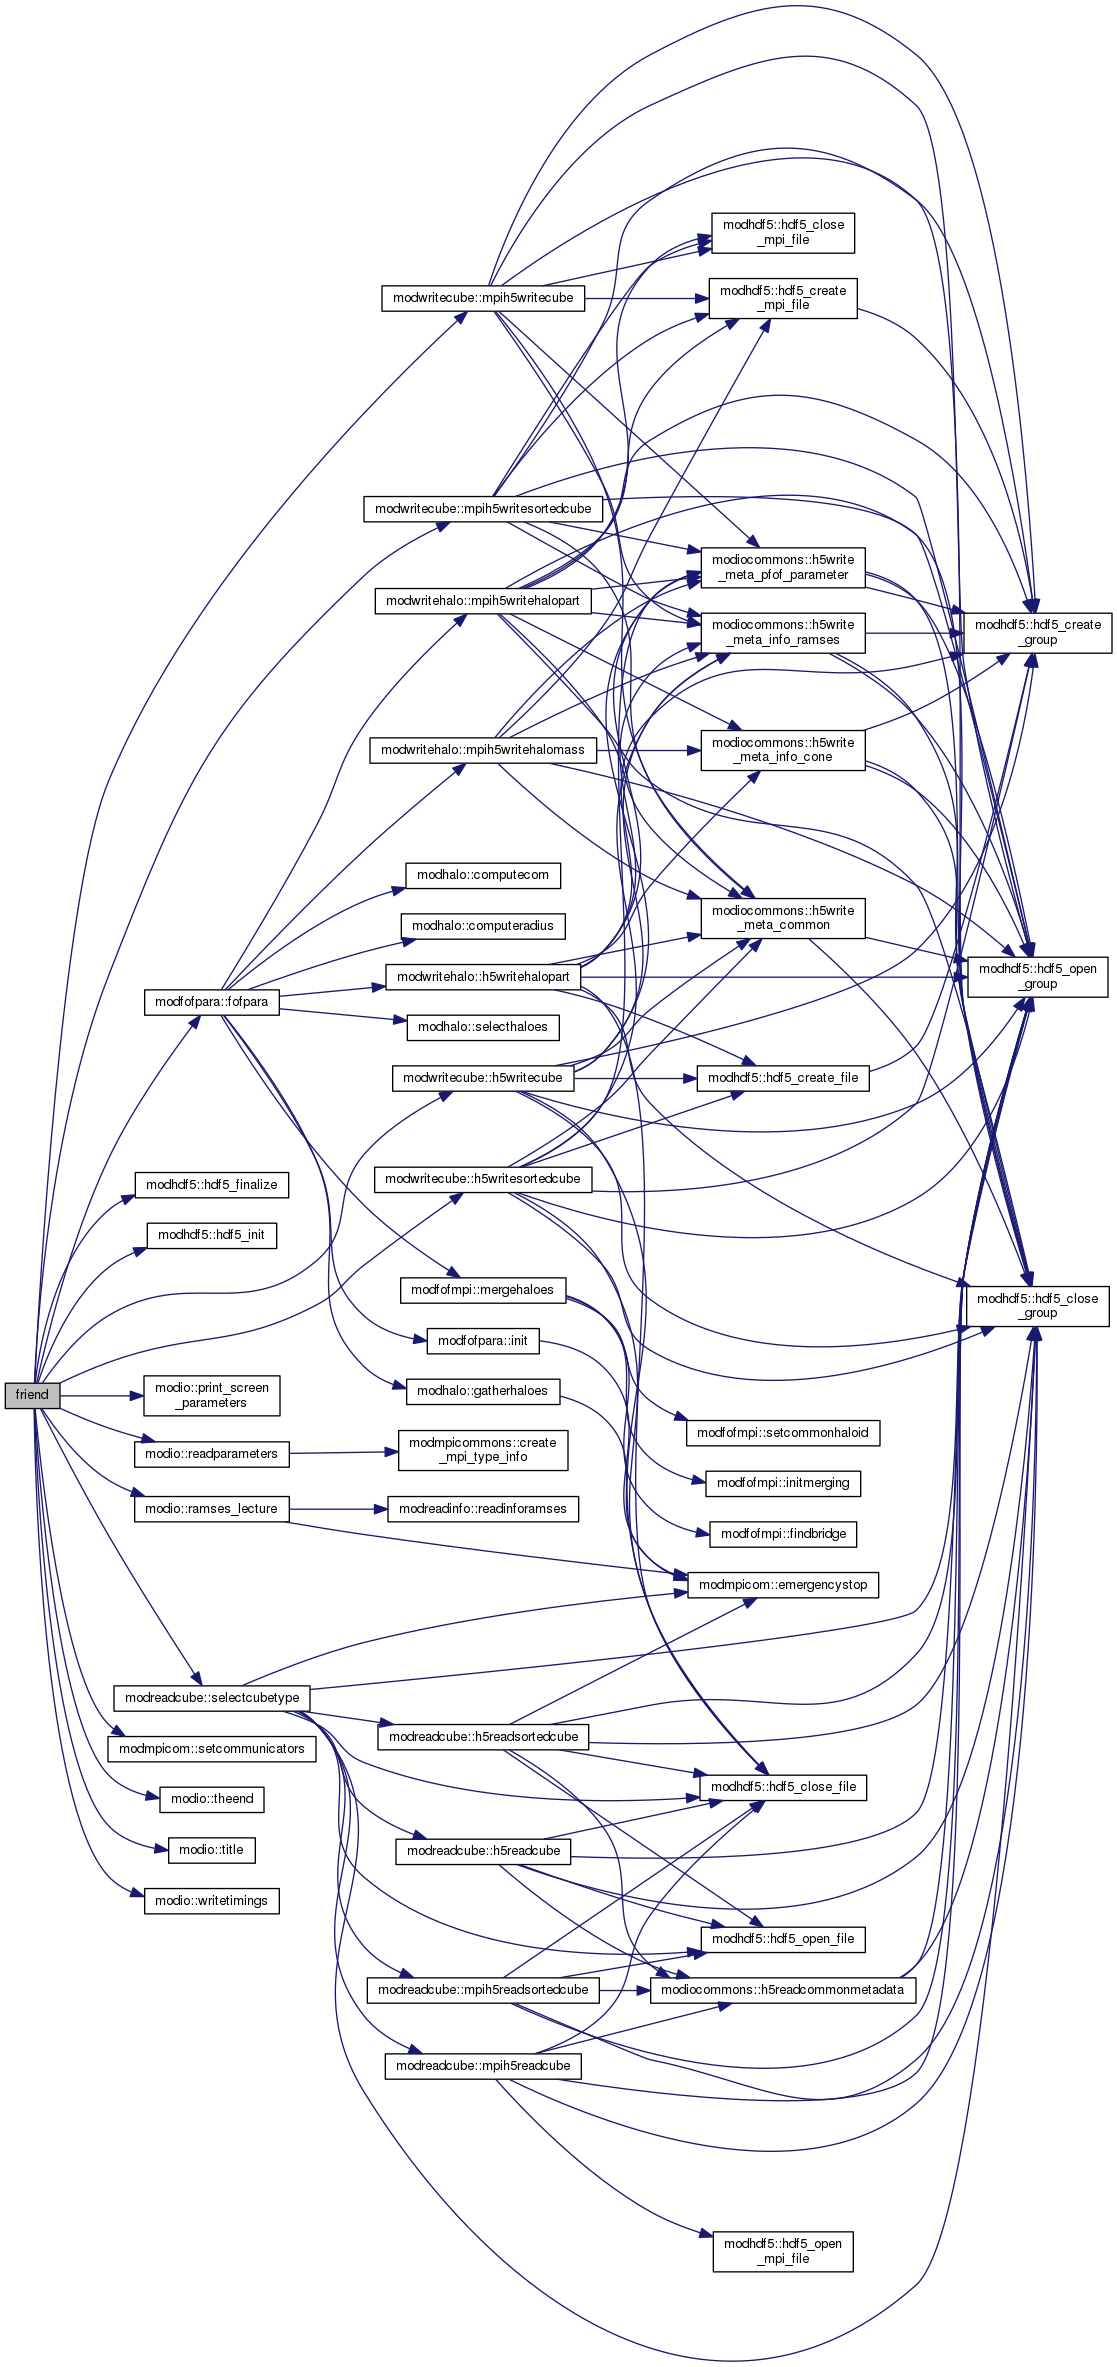 modhdf5::hdf5_close
_mpi_file
modwritecube::mpih5writecube
modhdf5::hdf5_create
_mpi_file
modwritecube::mpih5writesortedcube
modiocommons::h5write
_meta_pfof_parameter
modwritehalo::mpih5writehalopart
modiocommons::h5write
_meta_info_ramses
modhdf5::hdf5_create
_group
modwritehalo::mpih5writehalomass
modiocommons::h5write
_meta_info_cone
modhalo::computecom
modhalo::computeradius
modiocommons::h5write
_meta_common
modwritehalo::h5writehalopart
modhdf5::hdf5_open
_group
modfofpara::fofpara
modhalo::selecthaloes
modwritecube::h5writecube
modhdf5::hdf5_create_file
modhdf5::hdf5_finalize
modwritecube::h5writesortedcube
modhdf5::hdf5_init
modfofmpi::mergehaloes
modhdf5::hdf5_close
_group
modfofpara::init
friend
modio::print_screen
_parameters
modhalo::gatherhaloes
modfofmpi::setcommonhaloid
modio::readparameters
modmpicommons::create
_mpi_type_info
modfofmpi::initmerging
modio::ramses_lecture
modreadinfo::readinforamses
modfofmpi::findbridge
modmpicom::emergencystop
modreadcube::selectcubetype
modreadcube::h5readsortedcube
modmpicom::setcommunicators
modhdf5::hdf5_close_file
modio::theend
modio::title
modreadcube::h5readcube
modio::writetimings
modhdf5::hdf5_open_file
modreadcube::mpih5readsortedcube
modiocommons::h5readcommonmetadata
modreadcube::mpih5readcube
modhdf5::hdf5_open
_mpi_file